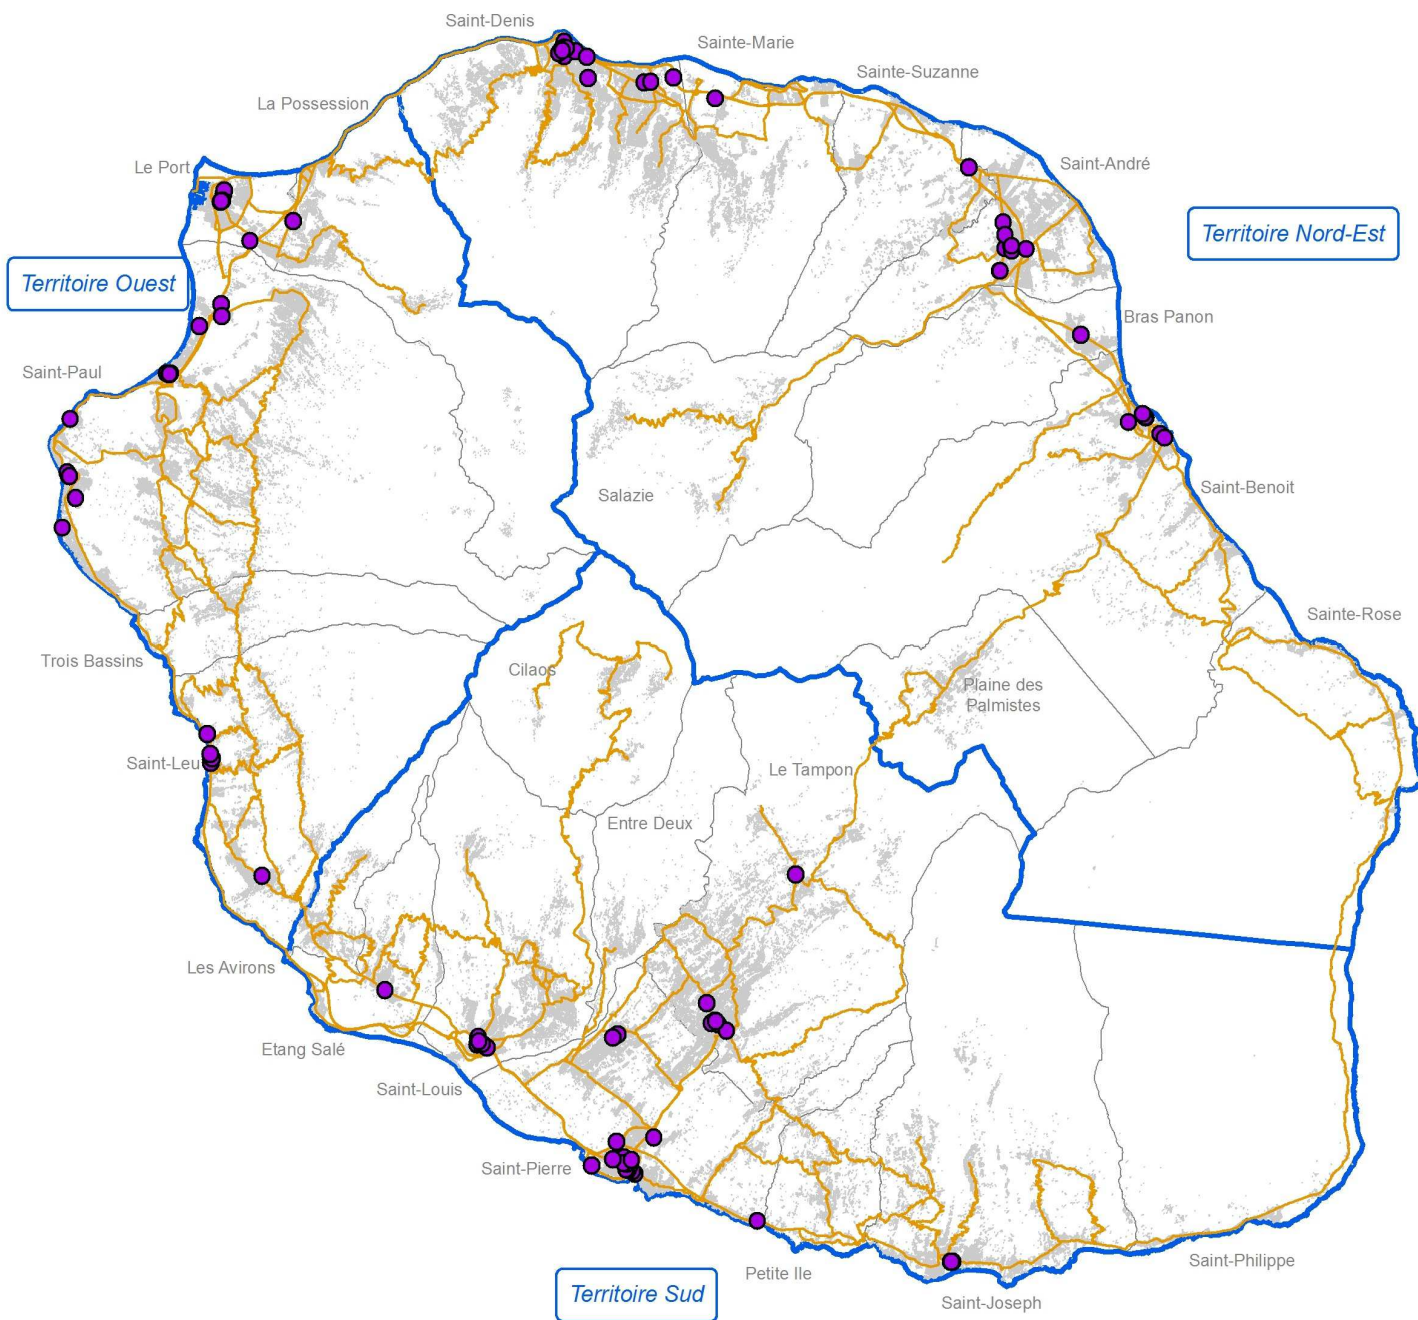 Saint-Denis
Sainte-Marie
Sainte-Suzanne
La Possession
Le Port
Saint-André
Territoire Nord-Est
Territoire Ouest
Bras Panon
Saint-Paul
Salazie
Saint-Benoit
Sainte-Rose
Trois Bassins
Cilaos
Plaine des
Palmistes
Saint-Leu
Le Tampon
Entre Deux
Les Avirons
Etang Salé
Saint-Louis
Saint-Pierre
Saint-Philippe
Petite Ile
Territoire Sud
Saint-Joseph